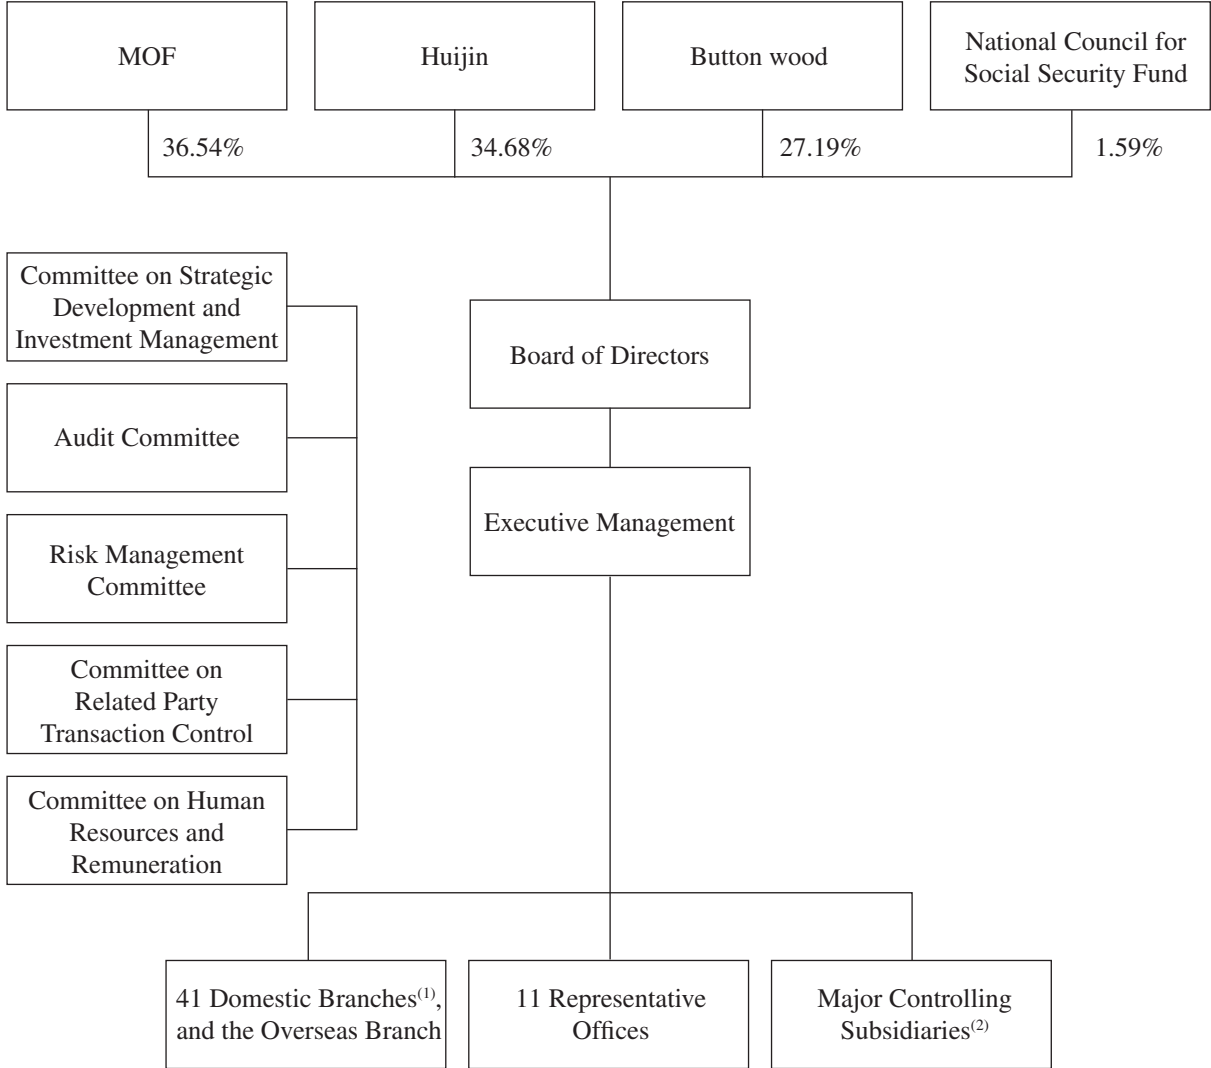 MOF
Huijin
Button wood
National Council for
Social Security Fund
36.54%
34.68%
27.19%
1.59%
Committee on Strategic
Development and
Investment Management
Audit Committee
Risk Management
Committee
Committee on
Related Party
Transaction Control
Committee on Human
Resources and
Remuneration
Board of Directors
Executive Management
41 Domestic Branches(1),
and the Overseas Branch
11 Representative
Offices
Major Controlling
Subsidiaries(2)